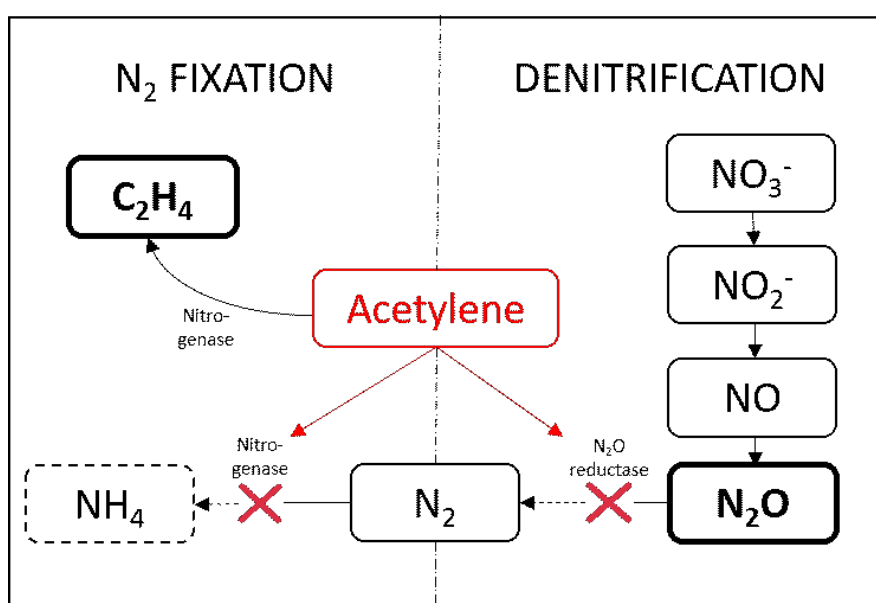 N₂ FIXATION
DENITRIFICATION
C₂H₄
NO₃⁻
Acetylene
NO₂⁻
Nitro-
genase
NO
Nitro-
genase
N₂O
reductase
NH₄
N₂
N₂O